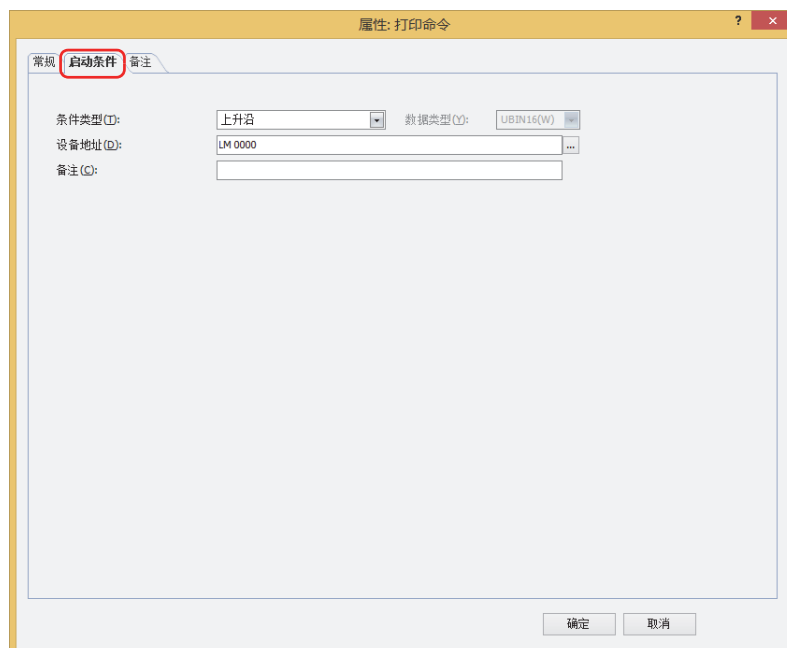 属性: 打印命令 ? ×
常规 启动条件 备注
条件类型(T): 上升沿 数据类型(Y): UBIN16(W)
设备地址(D): LM 0000 ...
备注(C):
确定 取消